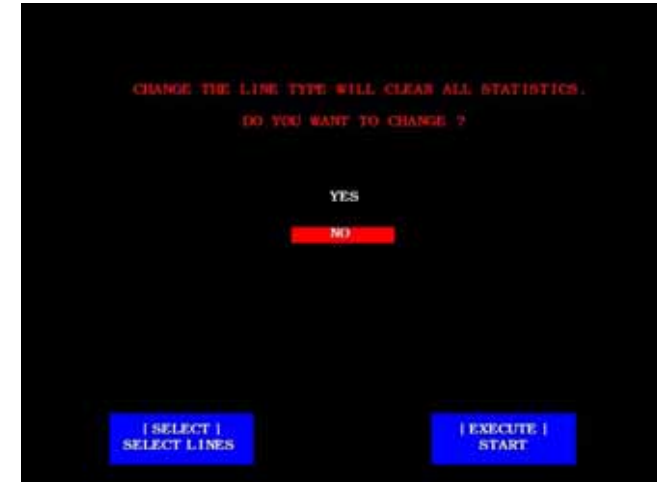 CHANGE THE LINE TYPE WILL CLEAR ALL STATISTICS.
DO YOU WANT TO CHANGE ?
YES
NO
[ SELECT ]
SELECT LINES
[ EXECUTE ]
START